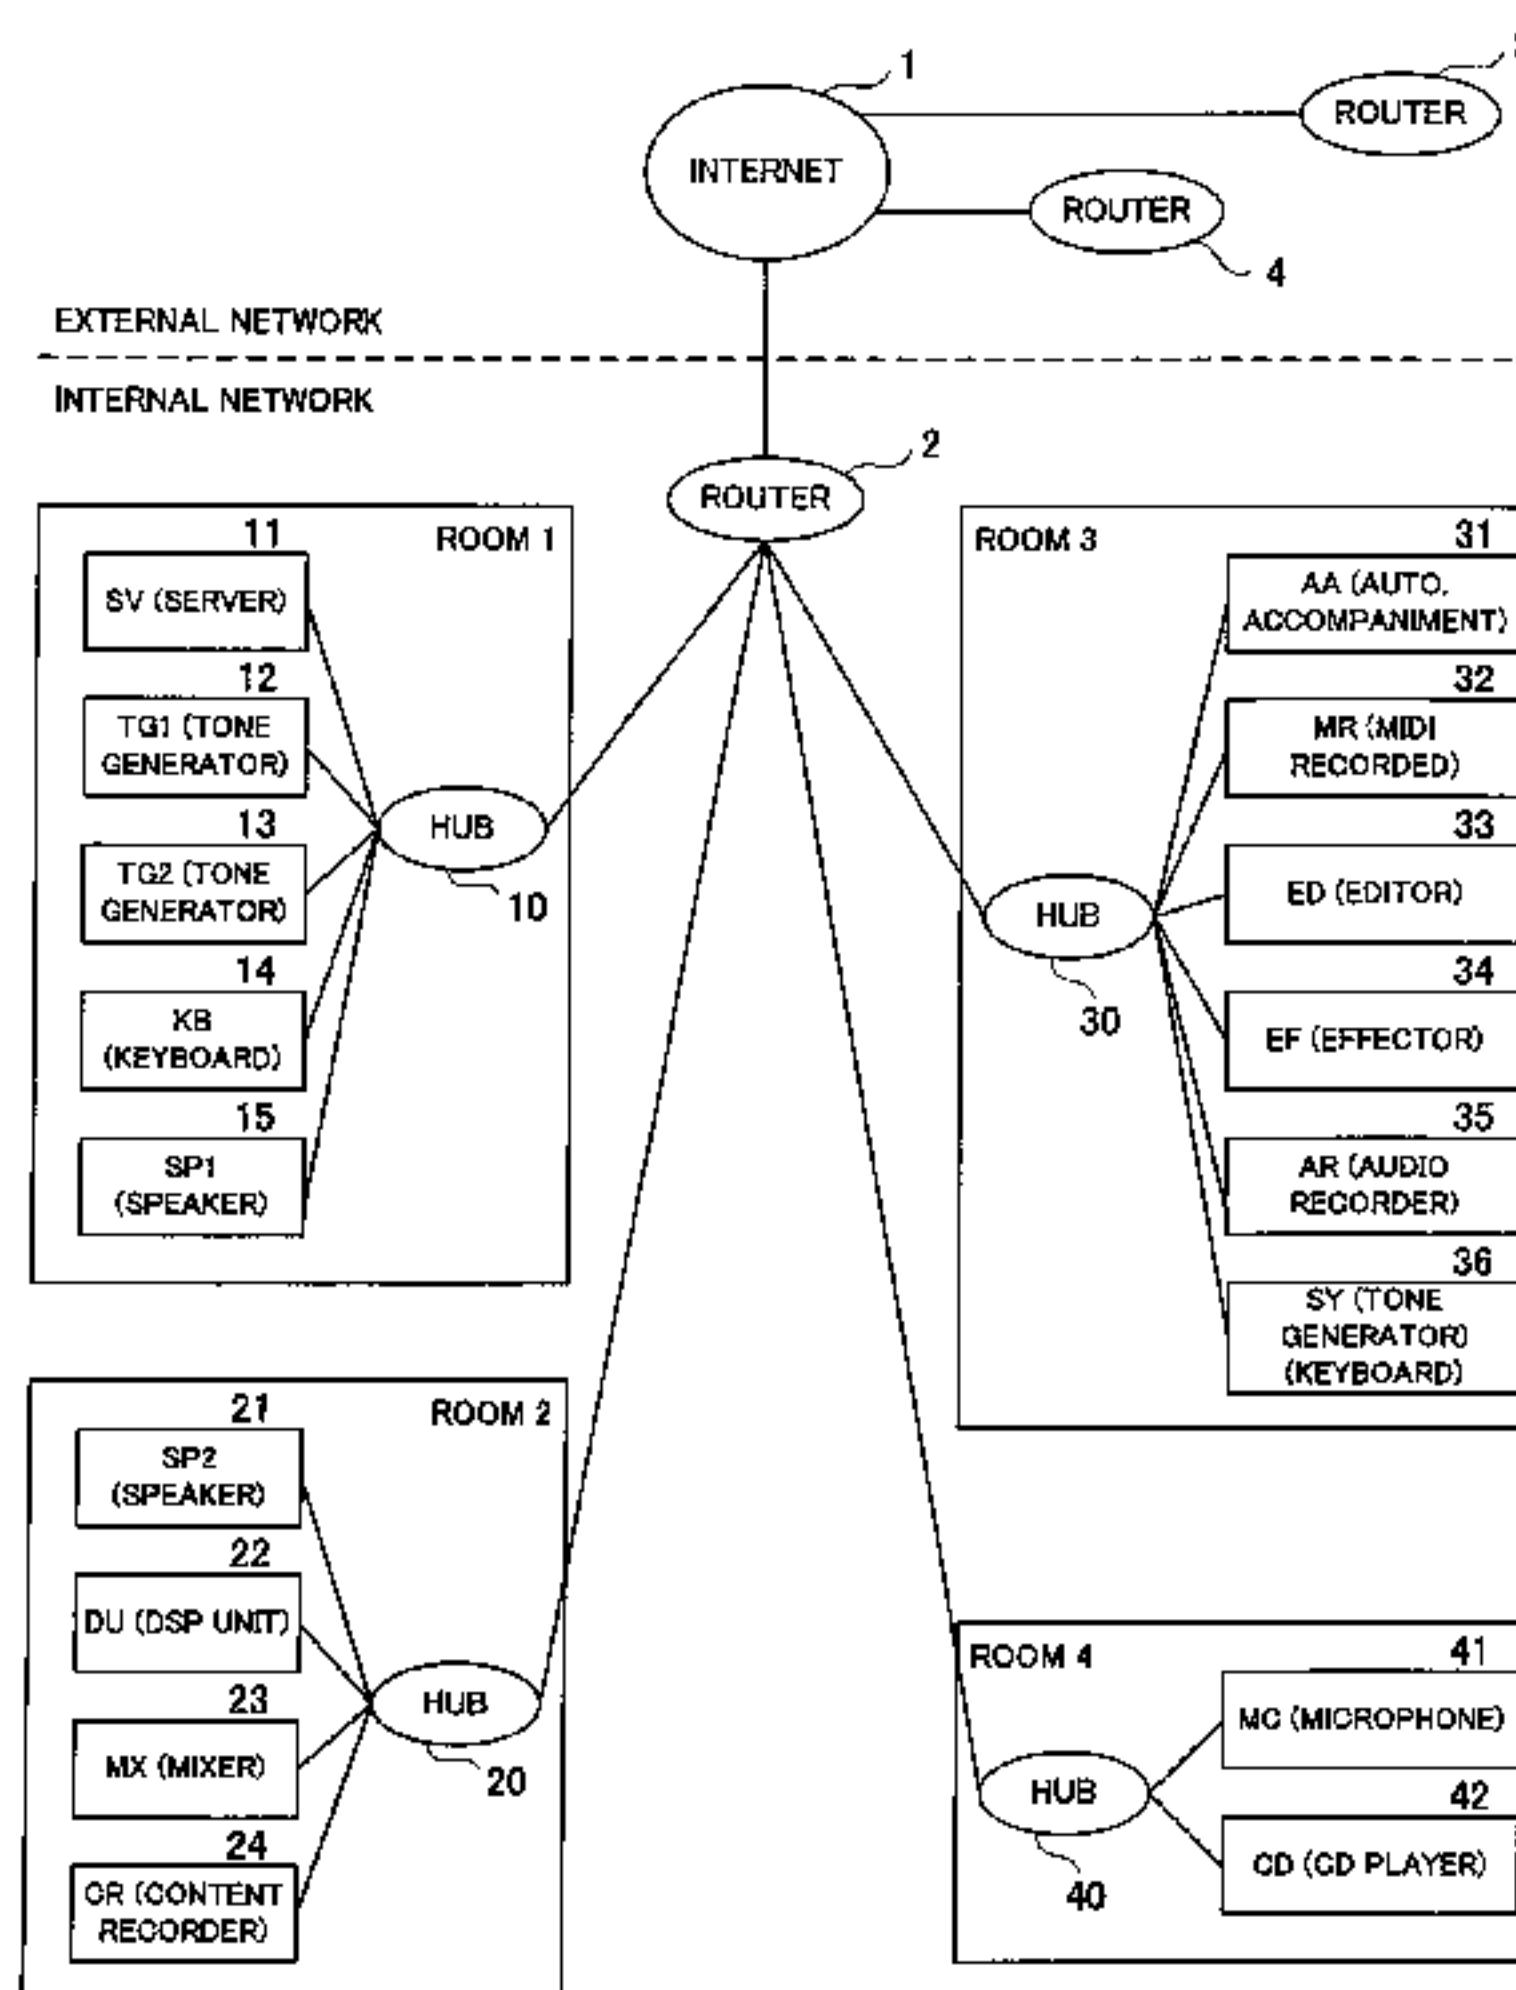 1
ROUTER
INTERNET
ROUTER
4
EXTERNAL NETWORK
INTERNAL NETWORK
2
ROUTER
ROOM 1
11
SV (SERVER)
12
TG1 (TONE
GENERATOR)
13
TG2 (TONE
GENERATOR)
14
KB
(KEYBOARD)
15
SP1
(SPEAKER)
HUB
10
ROOM 3
31
AA (AUTO.
ACCOMPANIMENT)
32
MR (MIDI
RECORDED)
33
ED (EDITOR)
34
EF (EFFECTOR)
35
AR (AUDIO
RECORDER)
36
SY (TONE
GENERATOR)
(KEYBOARD)
HUB
30
ROOM 2
21
SP2
(SPEAKER)
22
DU (DSP UNIT)
23
MX (MIXER)
24
CR (CONTENT
RECORDER)
HUB
20
ROOM 4
41
MC (MICROPHONE)
42
CD (CD PLAYER)
HUB
40